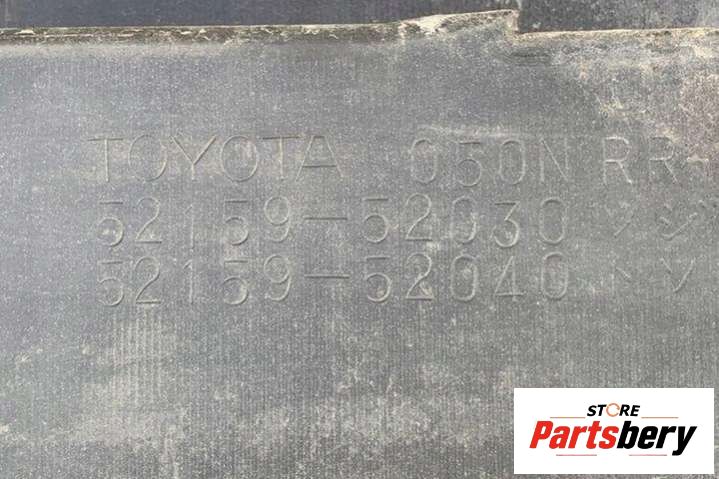 TOYOTA 050N RR
52159-52030
52159-52040
STORE
Partsbery